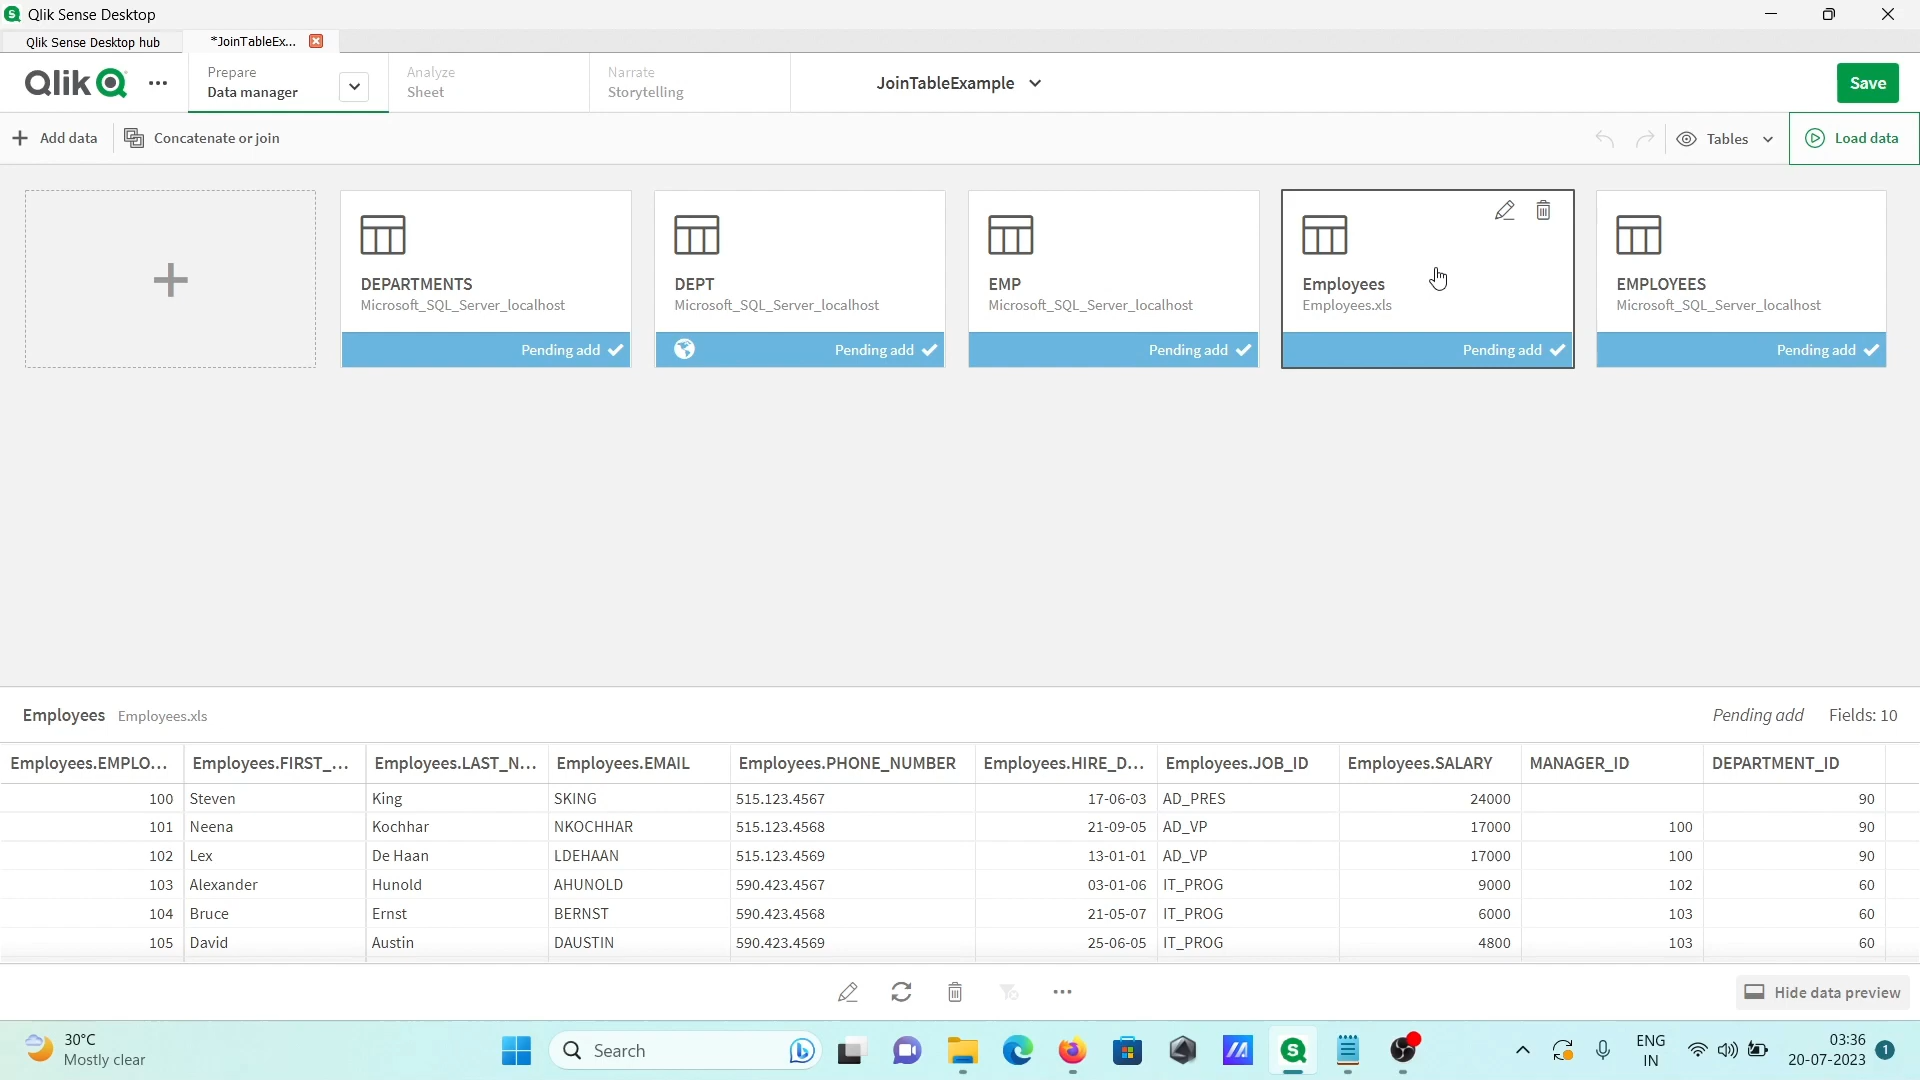 Qlik Sense Desktop
Qlik Sense Desktop hub
*JoinTableEx...
Qlik
Prepare
Data manager
Analyze
Sheet
Narrate
Storytelling
JoinTableExample
Save
Add data
Concatenate or join
Tables
Load data
DEPARTMENTS
Microsoft_SQL_Server_localhost
Pending add
DEPT
Microsoft_SQL_Server_localhost
Pending add
EMP
Microsoft_SQL_Server_localhost
Pending add
Employees
Employees.xls
Pending add
EMPLOYEES
Microsoft_SQL_Server_localhost
Pending add
Employees Employees.xls Pending add Fields: 10
Employees.EMPLO... Employees.FIRST_... Employees.LAST_N... Employees.EMAIL Employees.PHONE_NUMBER Employees.HIRE_D... Employees.JOB_ID Employees.SALARY MANAGER_ID DEPARTMENT_ID
100 Steven King SKING 515.123.4567 17-06-03 AD_PRES 24000 90
101 Neena Kochhar NKOCHHAR 515.123.4568 21-09-05 AD_VP 17000 100 90
102 Lex De Haan LDEHAAN 515.123.4569 13-01-01 AD_VP 17000 100 90
103 Alexander Hunold AHUNOLD 590.423.4567 03-01-06 IT_PROG 9000 102 60
104 Bruce Ernst BERNST 590.423.4568 21-05-07 IT_PROG 6000 103 60
105 David Austin DAUSTIN 590.423.4569 25-06-05 IT_PROG 4800 103 60
Hide data preview
30°C
Mostly clear
Search
ENG
IN
03:36
20-07-2023
1